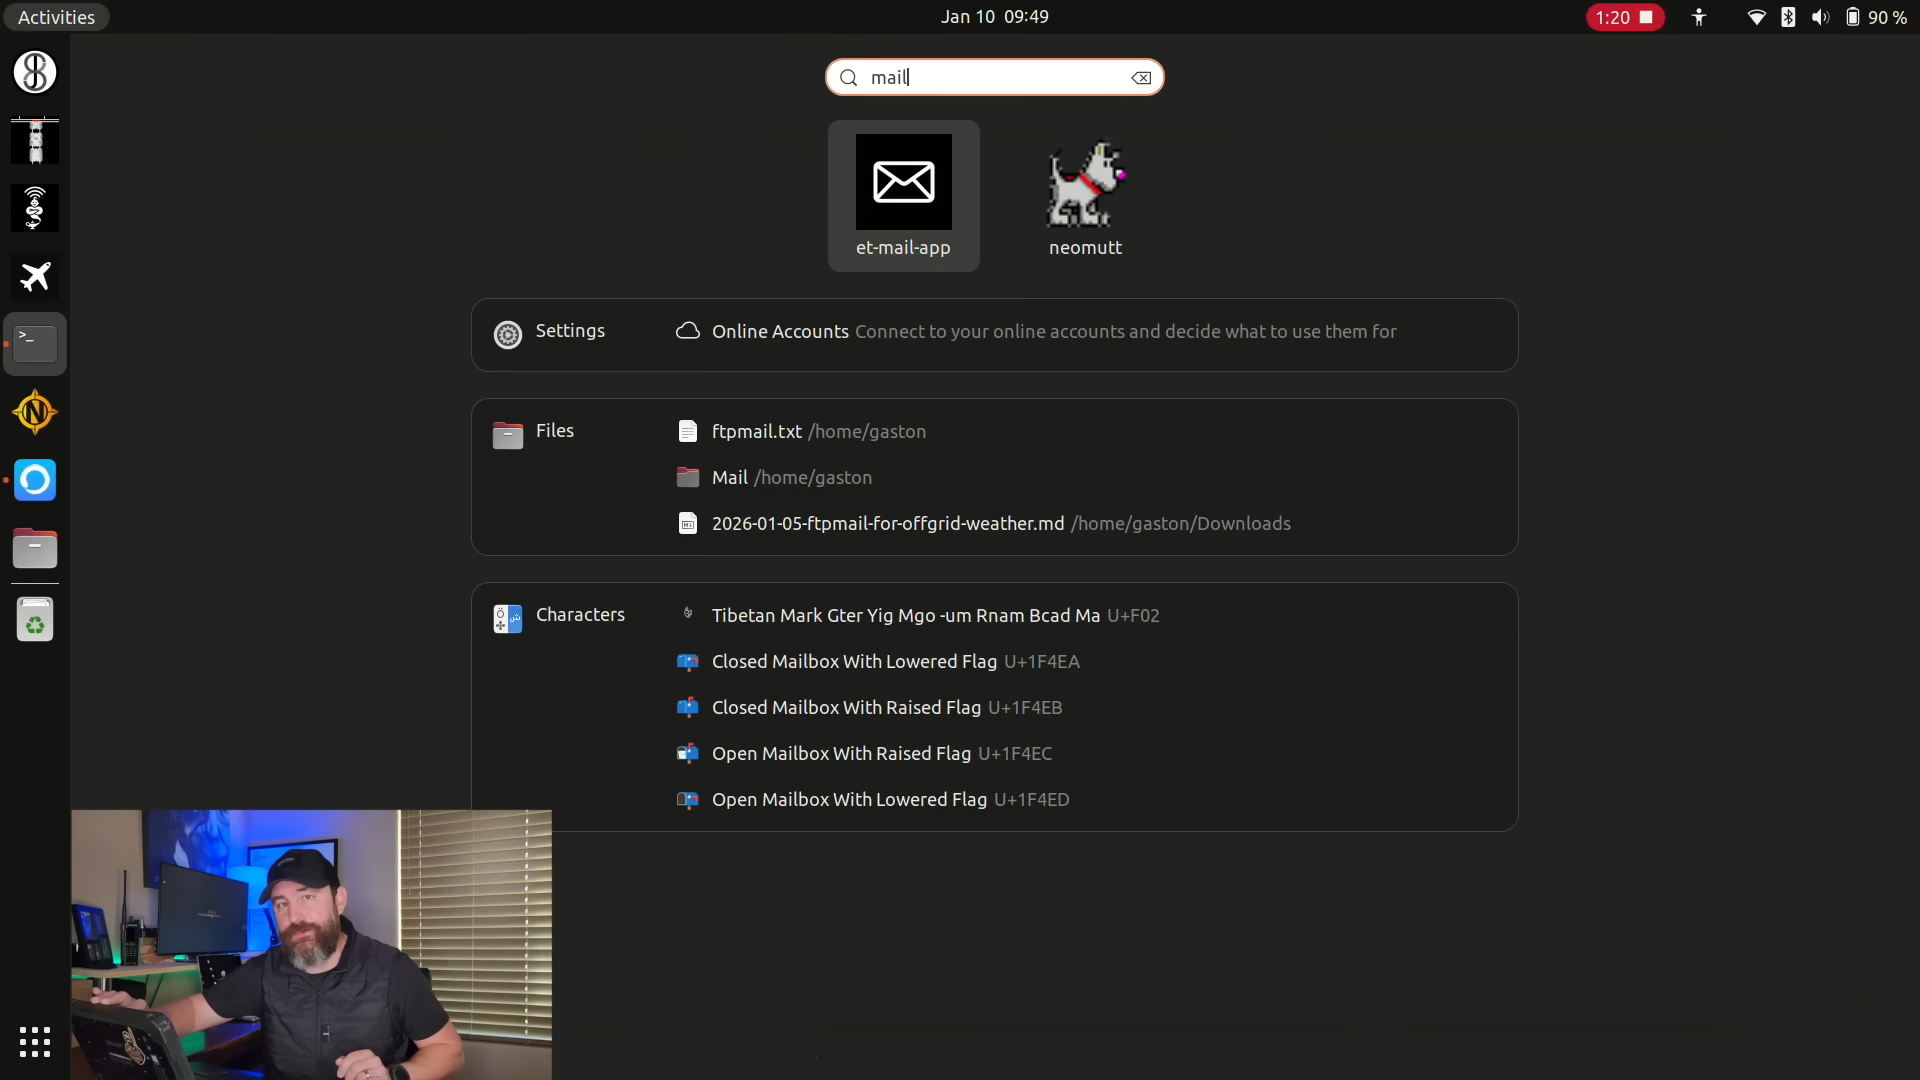 Activities
Jan 10 09:49
1:20
90 %
mail
et-mail-app
neomutt
Settings
Online Accounts Connect to your online accounts and decide what to use them for
Files
ftpmail.txt /home/gaston
Mail /home/gaston
2026-01-05-ftpmail-for-offgrid-weather.md /home/gaston/Downloads
Characters
Tibetan Mark Gter Yig Mgo -um Rnam Bcad Ma U+F02
Closed Mailbox With Lowered Flag U+1F4EA
Closed Mailbox With Raised Flag U+1F4EB
Open Mailbox With Raised Flag U+1F4EC
Open Mailbox With Lowered Flag U+1F4ED